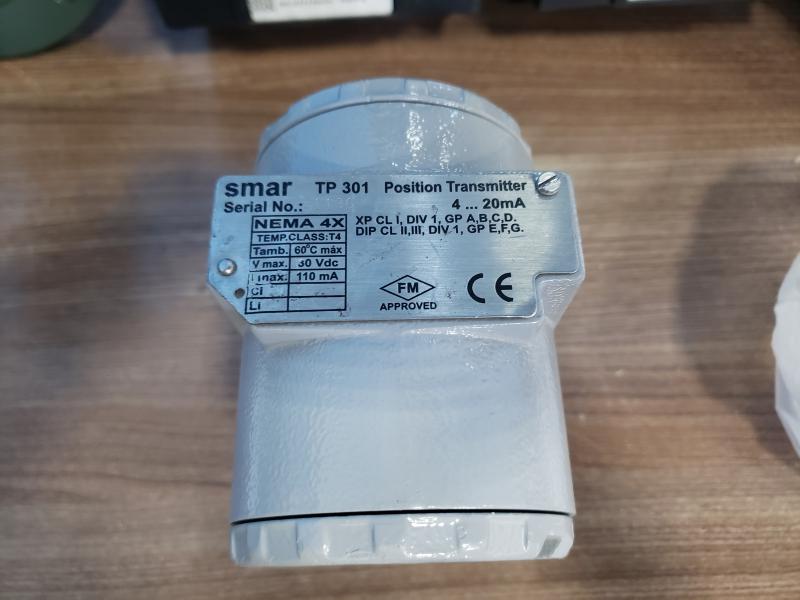 smar TP 301 Position Transmitter
Serial No.: 4 ... 20mA
NEMA 4X
XP CL I, DIV 1, GP A,B,C,D.
TEMP.CLASS:T4
DIP CL II,III, DIV 1, GP E,F,G.
Tamb. 60°C máx
V max. 30 Vdc
I max. 110 mA
Ci
Li
FM
APPROVED
CE